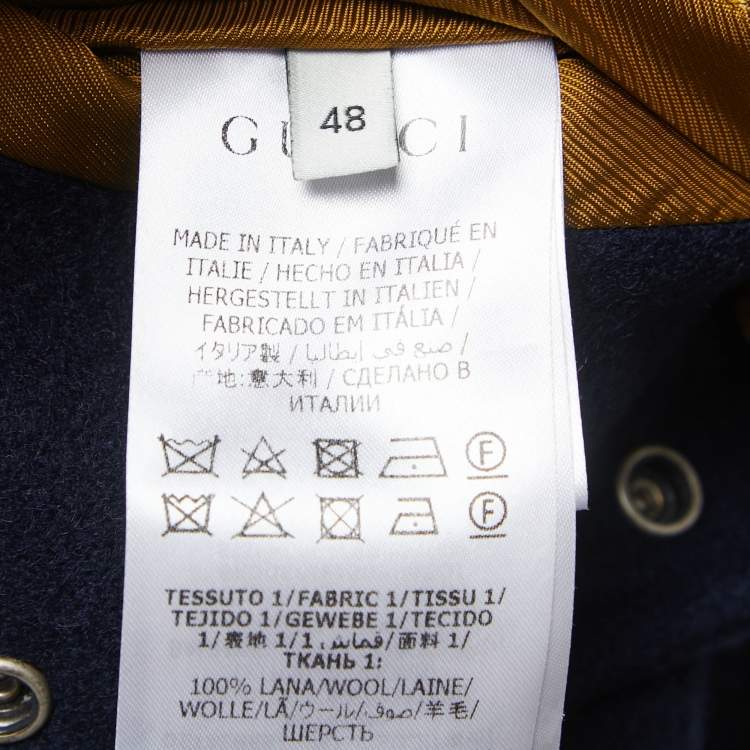 48
GUCCI
MADE IN ITALY / FABRIQUÉ EN
ITALIE / HECHO EN ITALIA /
HERGESTELLT IN ITALIEN /
FABRICADO EM ITÁLIA /
イタリア製 / صنع في إيطاليا /
产地: 意大利 / СДЕЛАНО В
ИТАЛИИ
F
F
TESSUTO 1/FABRIC 1/TISSU 1/
TEJIDO 1/GEWEBE 1/TECIDO
1/表地 1/قماش 1/面料 1/
ТКАНЬ 1:
100% LANA/WOOL/LAINE/
WOLLE/LÃ/ウール/صوف/羊毛/
ШЕРСТЬ